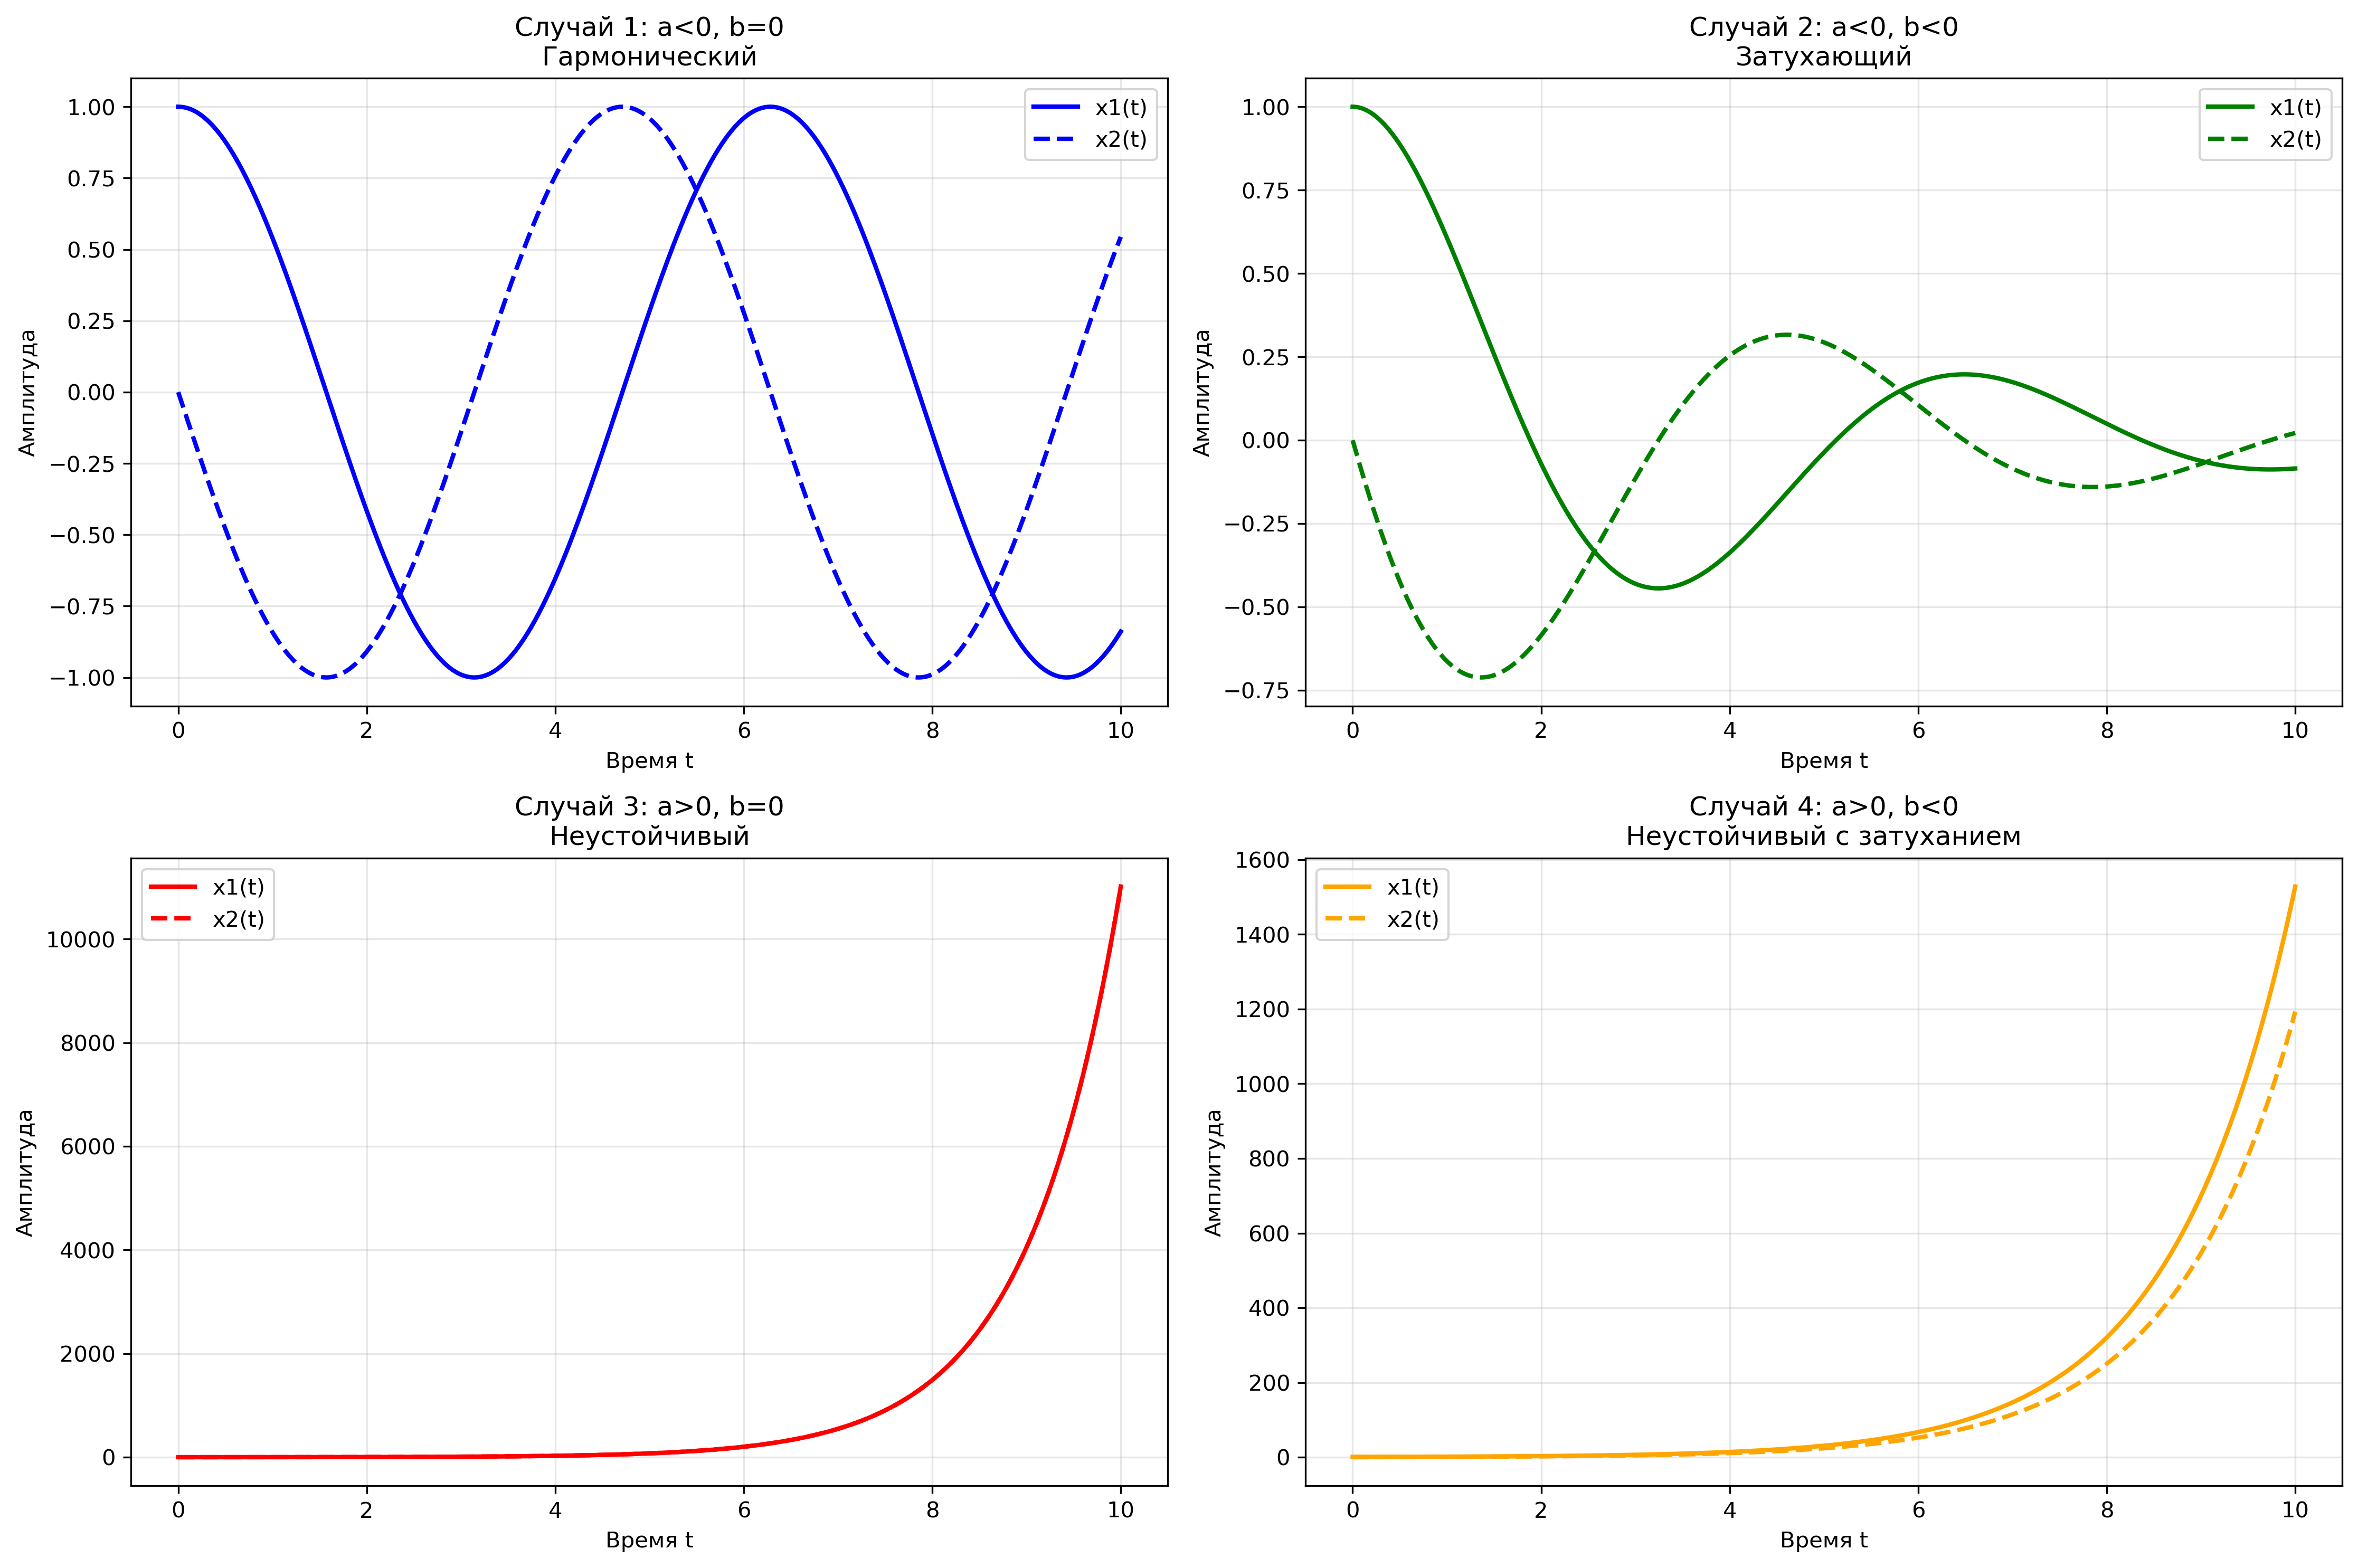 Случай 1: a<0, b=0
Гармонический
1.00
0.75
0.50
0.25
0.00
−0.25
−0.50
−0.75
−1.00
Амплитуда
x1(t)
x2(t)
0 2 4 6 8 10
Время t
Случай 2: a<0, b<0
Затухающий
1.00
0.75
0.50
0.25
0.00
−0.25
−0.50
−0.75
Амплитуда
x1(t)
x2(t)
0 2 4 6 8 10
Время t
Случай 3: a>0, b=0
Неустойчивый
x1(t)
x2(t)
10000
8000
6000
4000
2000
0
Амплитуда
0 2 4 6 8 10
Время t
Случай 4: a>0, b<0
Неустойчивый с затуханием
x1(t)
x2(t)
1600
1400
1200
1000
800
600
400
200
0
Амплитуда
0 2 4 6 8 10
Время t